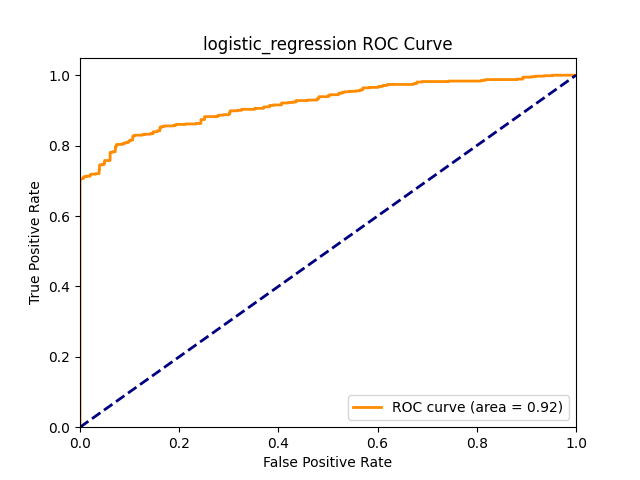 logistic_regression ROC Curve
1.0
0.8
0.6
0.4
0.2
0.0
True Positive Rate
ROC curve (area = 0.92)
0.0 0.2 0.4 0.6 0.8 1.0
False Positive Rate